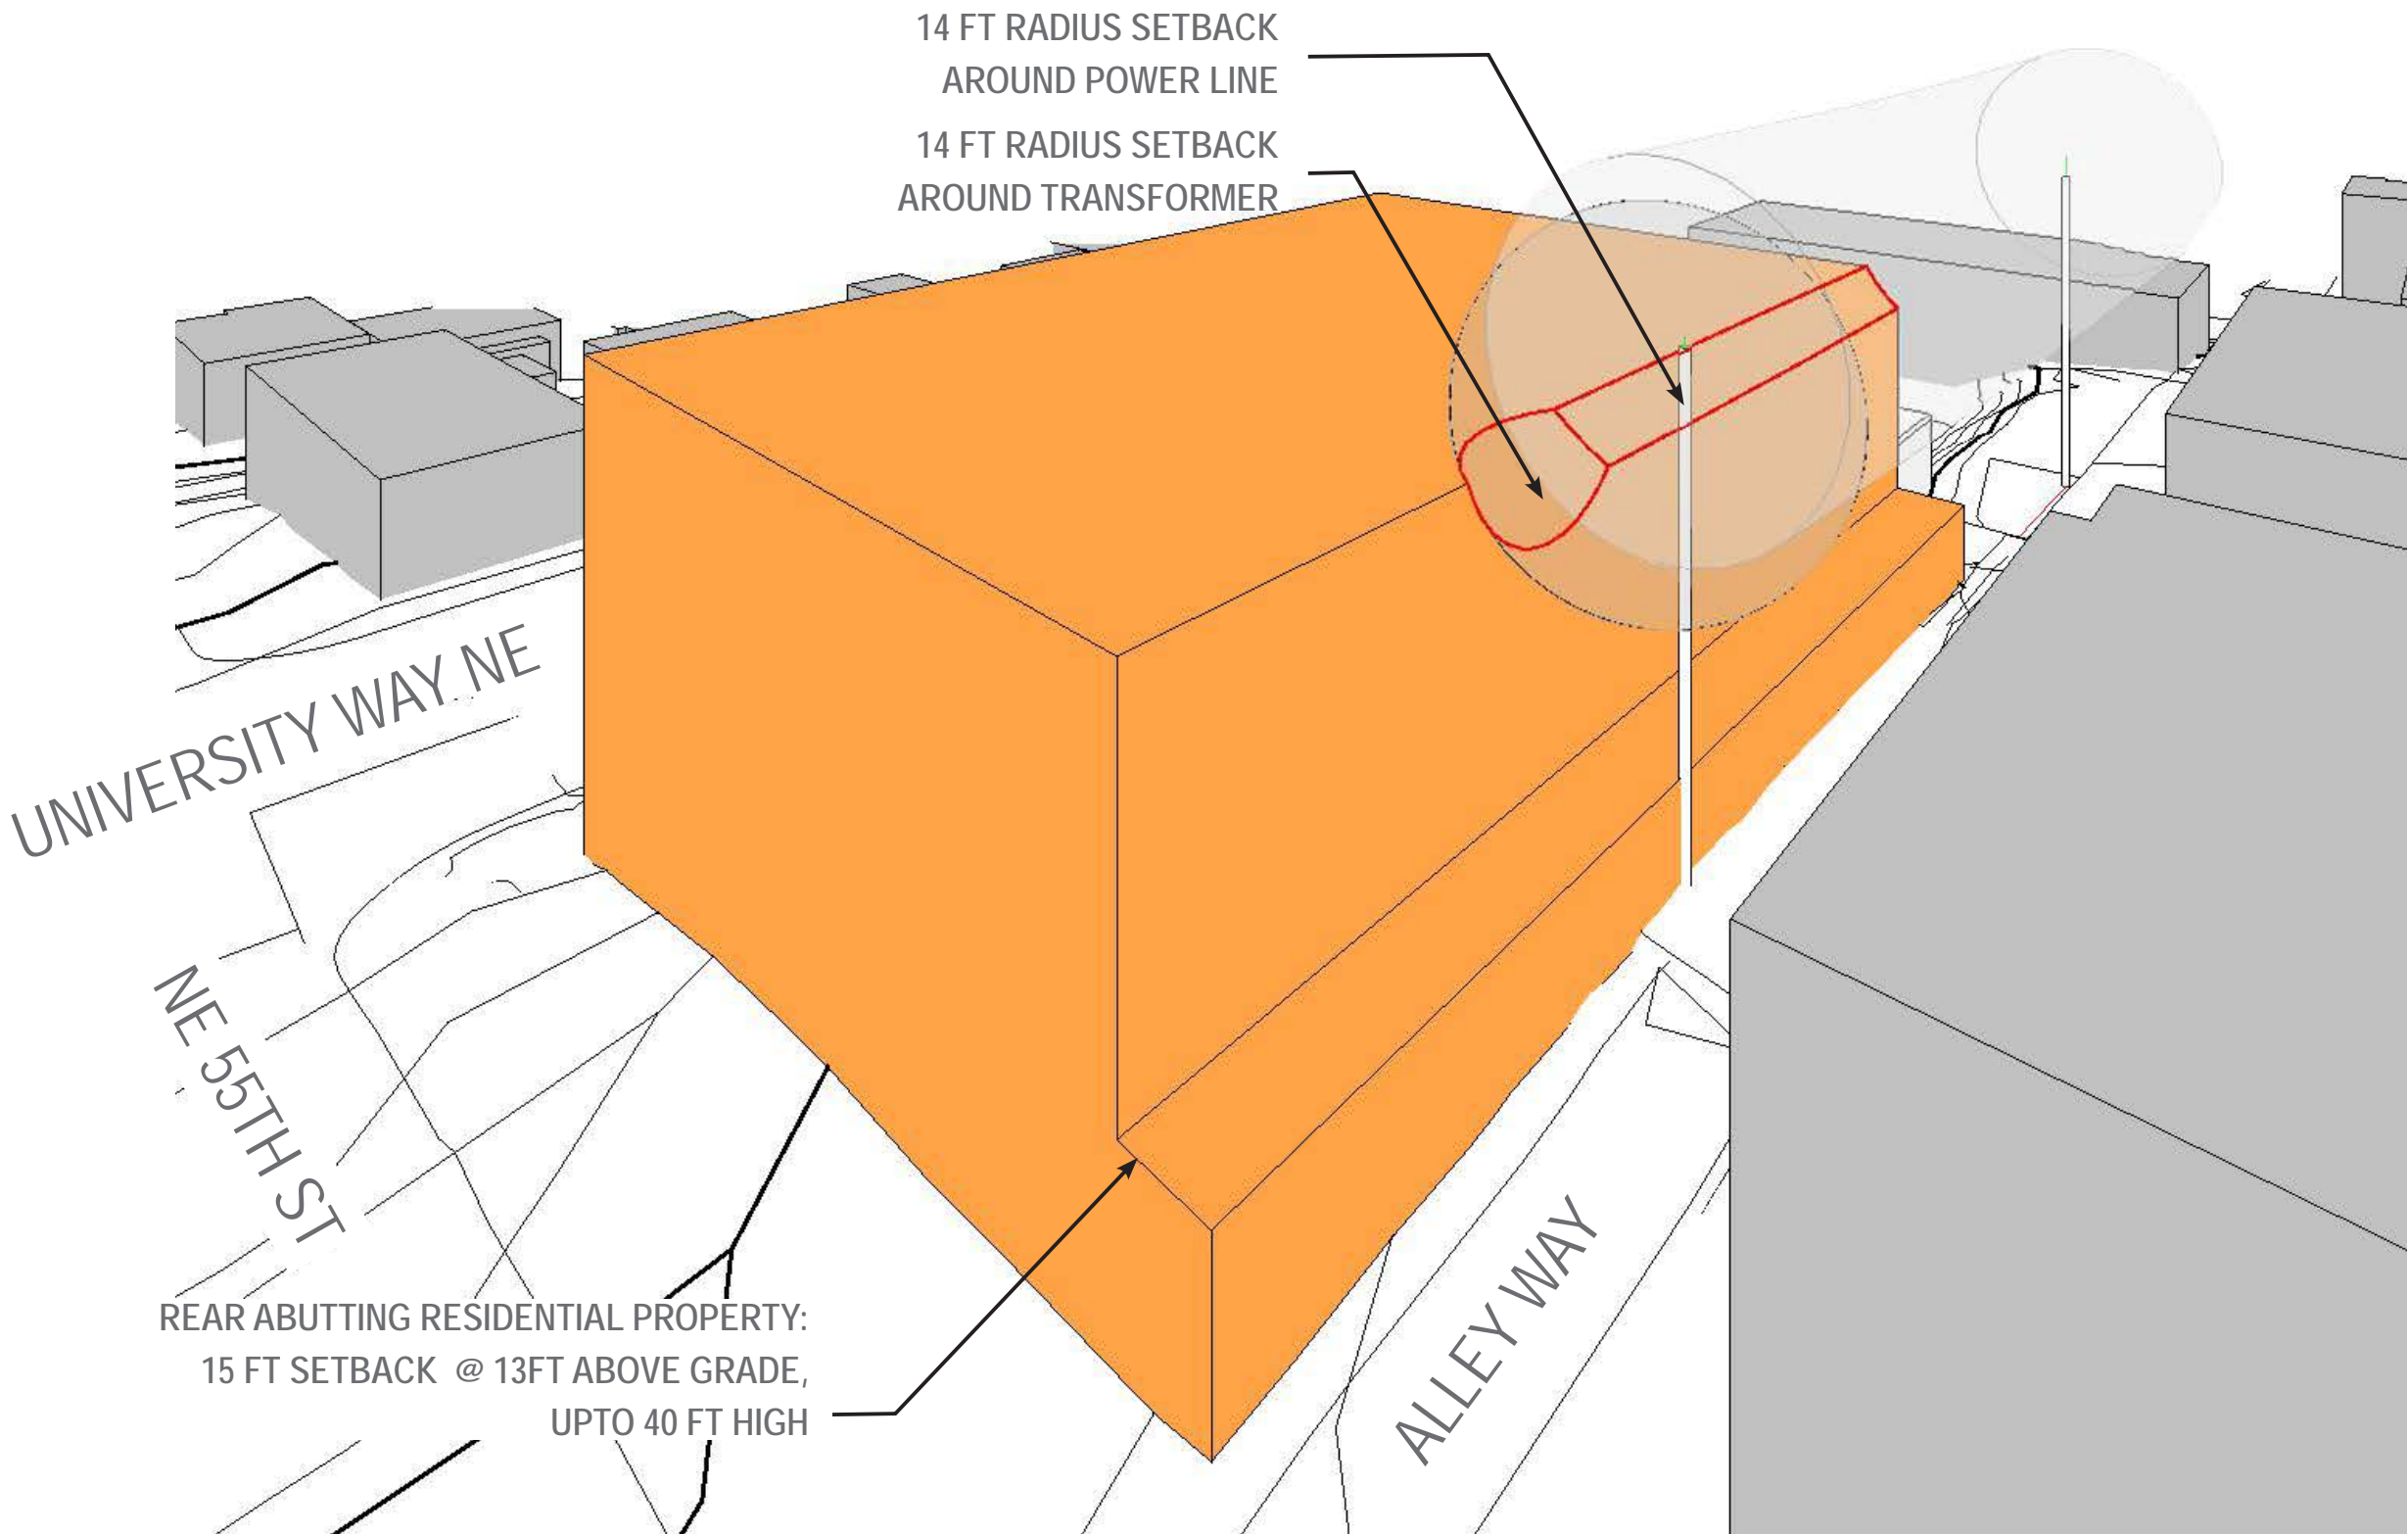 14 FT RADIUS SETBACK
AROUND POWER LINE
14 FT RADIUS SETBACK
AROUND TRANSFORMER
UNIVERSITY WAY NE
NE 55TH ST
REAR ABUTTING RESIDENTIAL PROPERTY:
15 FT SETBACK @ 13FT ABOVE GRADE,
UPTO 40 FT HIGH
ALLEY WAY